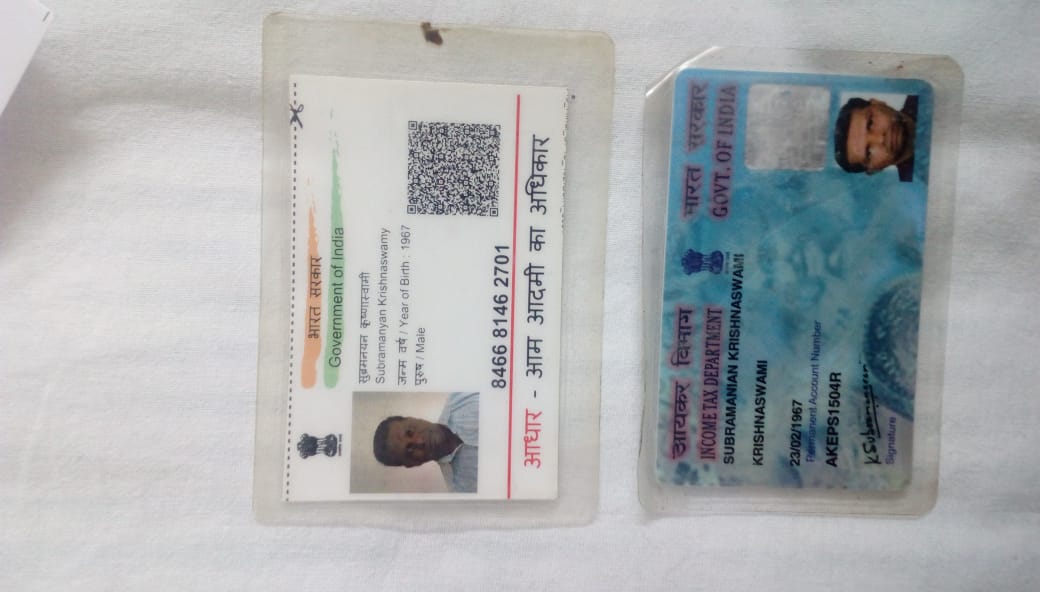 भारत सरकार
Government of India
सुब्रमनयन कृष्णास्वामी
Subramanyan Krishnaswamy
जन्म वर्ष / Year of Birth : 1967
पुरुष / Male
8466 8146 2701
आधार - आम आदमी का अधिकार
आयकर विभाग भारत सरकार
INCOME TAX DEPARTMENT GOVT. OF INDIA
SUBRAMANIAN KRISHNASWAMI
KRISHNASWAMI
23/02/1967
Permanent Account Number
AKEPS1504R
K Subramanian
Signature